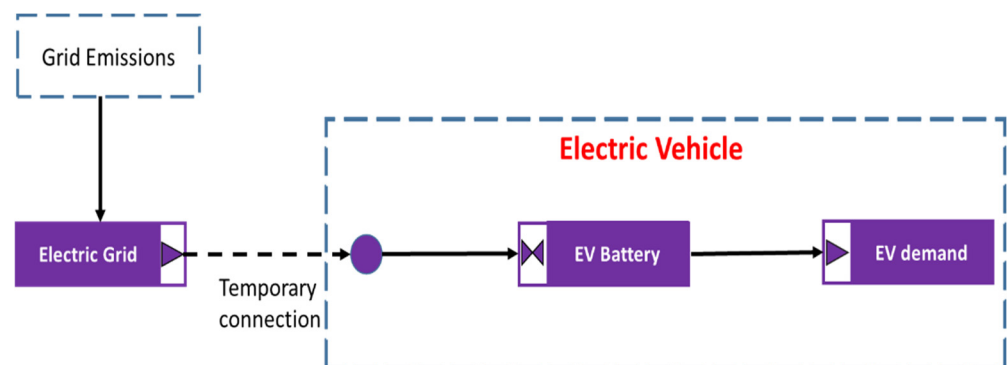 Grid Emissions
Electric Vehicle
Electric Grid
EV Battery
EV demand
Temporary
connection